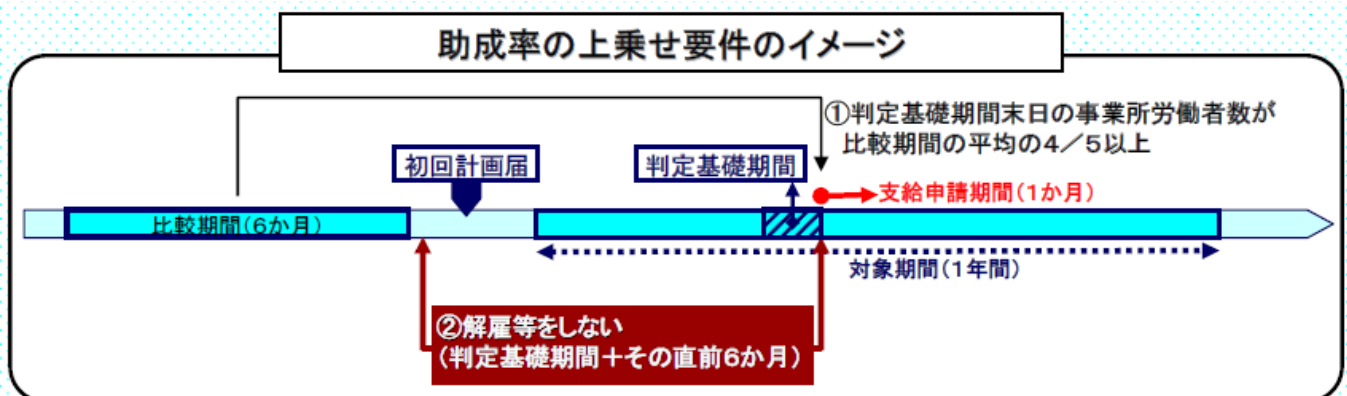 助成率の上乗せ要件のイメージ
①判定基礎期間末日の事業所労働者数が
比較期間の平均の4/5以上
初回計画届
判定基礎期間
支給申請期間(1か月)
比較期間(6か月)
対象期間(1年間)
②解雇等をしない
(判定基礎期間+その直前6か月)